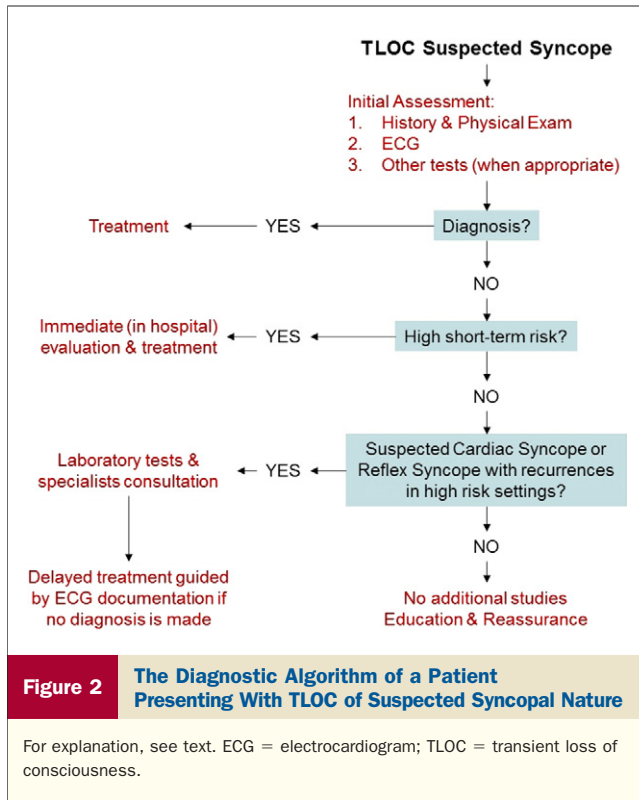 TLOC Suspected Syncope
Initial Assessment:
1. History & Physical Exam
2. ECG
3. Other tests (when appropriate)
Treatment
YES
Diagnosis?
NO
Immediate (in hospital)
evaluation & treatment
YES
High short-term risk?
NO
Laboratory tests &
specialists consultation
YES
Suspected Cardiac Syncope or
Reflex Syncope with recurrences
in high risk settings?
NO
Delayed treatment guided
by ECG documentation if
no diagnosis is made
No additional studies
Education & Reassurance
Figure 2
The Diagnostic Algorithm of a Patient
Presenting With TLOC of Suspected Syncopal Nature
For explanation, see text. ECG = electrocardiogram; TLOC = transient loss of
consciousness.